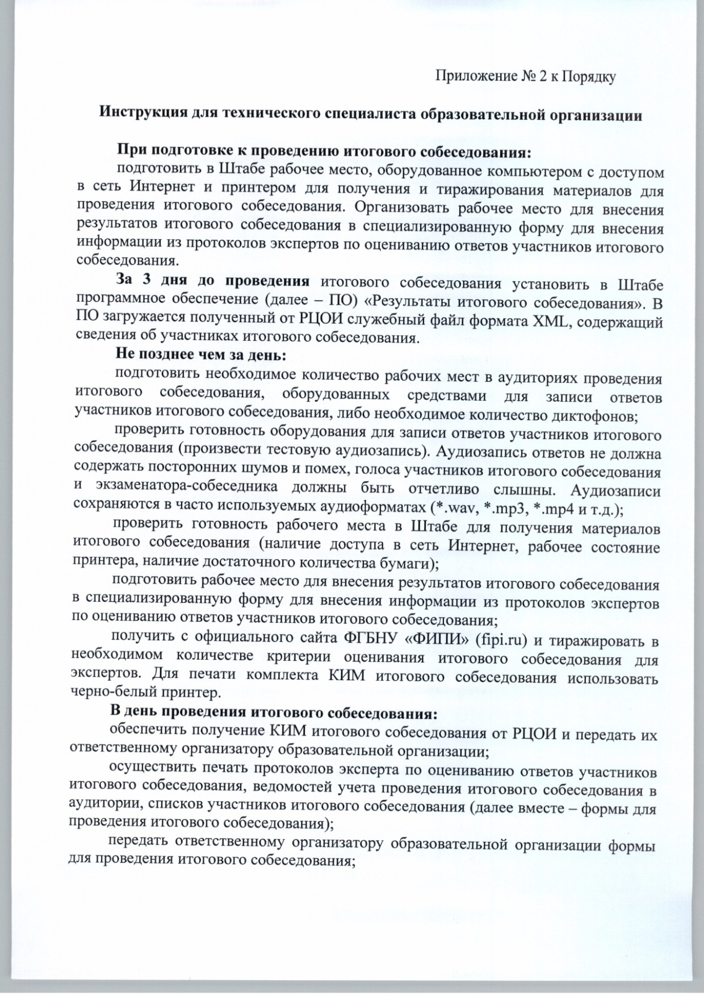 Приложение № 2 к Порядку
Инструкция для технического специалиста образовательной организации
При подготовке к проведению итогового собеседования:
подготовить в Штабе рабочее место, оборудованное компьютером с доступом
в сеть Интернет и принтером для получения и тиражирования материалов для
проведения итогового собеседования. Организовать рабочее место для внесения
результатов итогового собеседования в специализированную форму для внесения
информации из протоколов экспертов по оцениванию ответов участников итогового
собеседования.
За 3 дня до проведения итогового собеседования установить в Штабе
программное обеспечение (далее – ПО) «Результаты итогового собеседования». В
ПО загружается полученный от РЦОИ служебный файл формата XML, содержащий
сведения об участниках итогового собеседования.
Не позднее чем за день:
подготовить необходимое количество рабочих мест в аудиториях проведения
итогового собеседования, оборудованных средствами для записи ответов
участников итогового собеседования, либо необходимое количество диктофонов;
проверить готовность оборудования для записи ответов участников итогового
собеседования (произвести тестовую аудиозапись). Аудиозапись ответов не должна
содержать посторонних шумов и помех, голоса участников итогового собеседования
и экзаменатора-собеседника должны быть отчетливо слышны. Аудиозаписи
сохраняются в часто используемых аудиоформатах (*.wav, *.mp3, *.mp4 и т.д.);
проверить готовность рабочего места в Штабе для получения материалов
итогового собеседования (наличие доступа в сеть Интернет, рабочее состояние
принтера, наличие достаточного количества бумаги);
подготовить рабочее место для внесения результатов итогового собеседования
в специализированную форму для внесения информации из протоколов экспертов
по оцениванию ответов участников итогового собеседования;
получить с официального сайта ФГБНУ «ФИПИ» (fipi.ru) и тиражировать в
необходимом количестве критерии оценивания итогового собеседования для
экспертов. Для печати комплекта КИМ итогового собеседования использовать
черно-белый принтер.
В день проведения итогового собеседования:
обеспечить получение КИМ итогового собеседования от РЦОИ и передать их
ответственному организатору образовательной организации;
осуществить печать протоколов эксперта по оцениванию ответов участников
итогового собеседования, ведомостей учета проведения итогового собеседования в
аудитории, списков участников итогового собеседования (далее вместе – формы для
проведения итогового собеседования);
передать ответственному организатору образовательной организации формы
для проведения итогового собеседования;